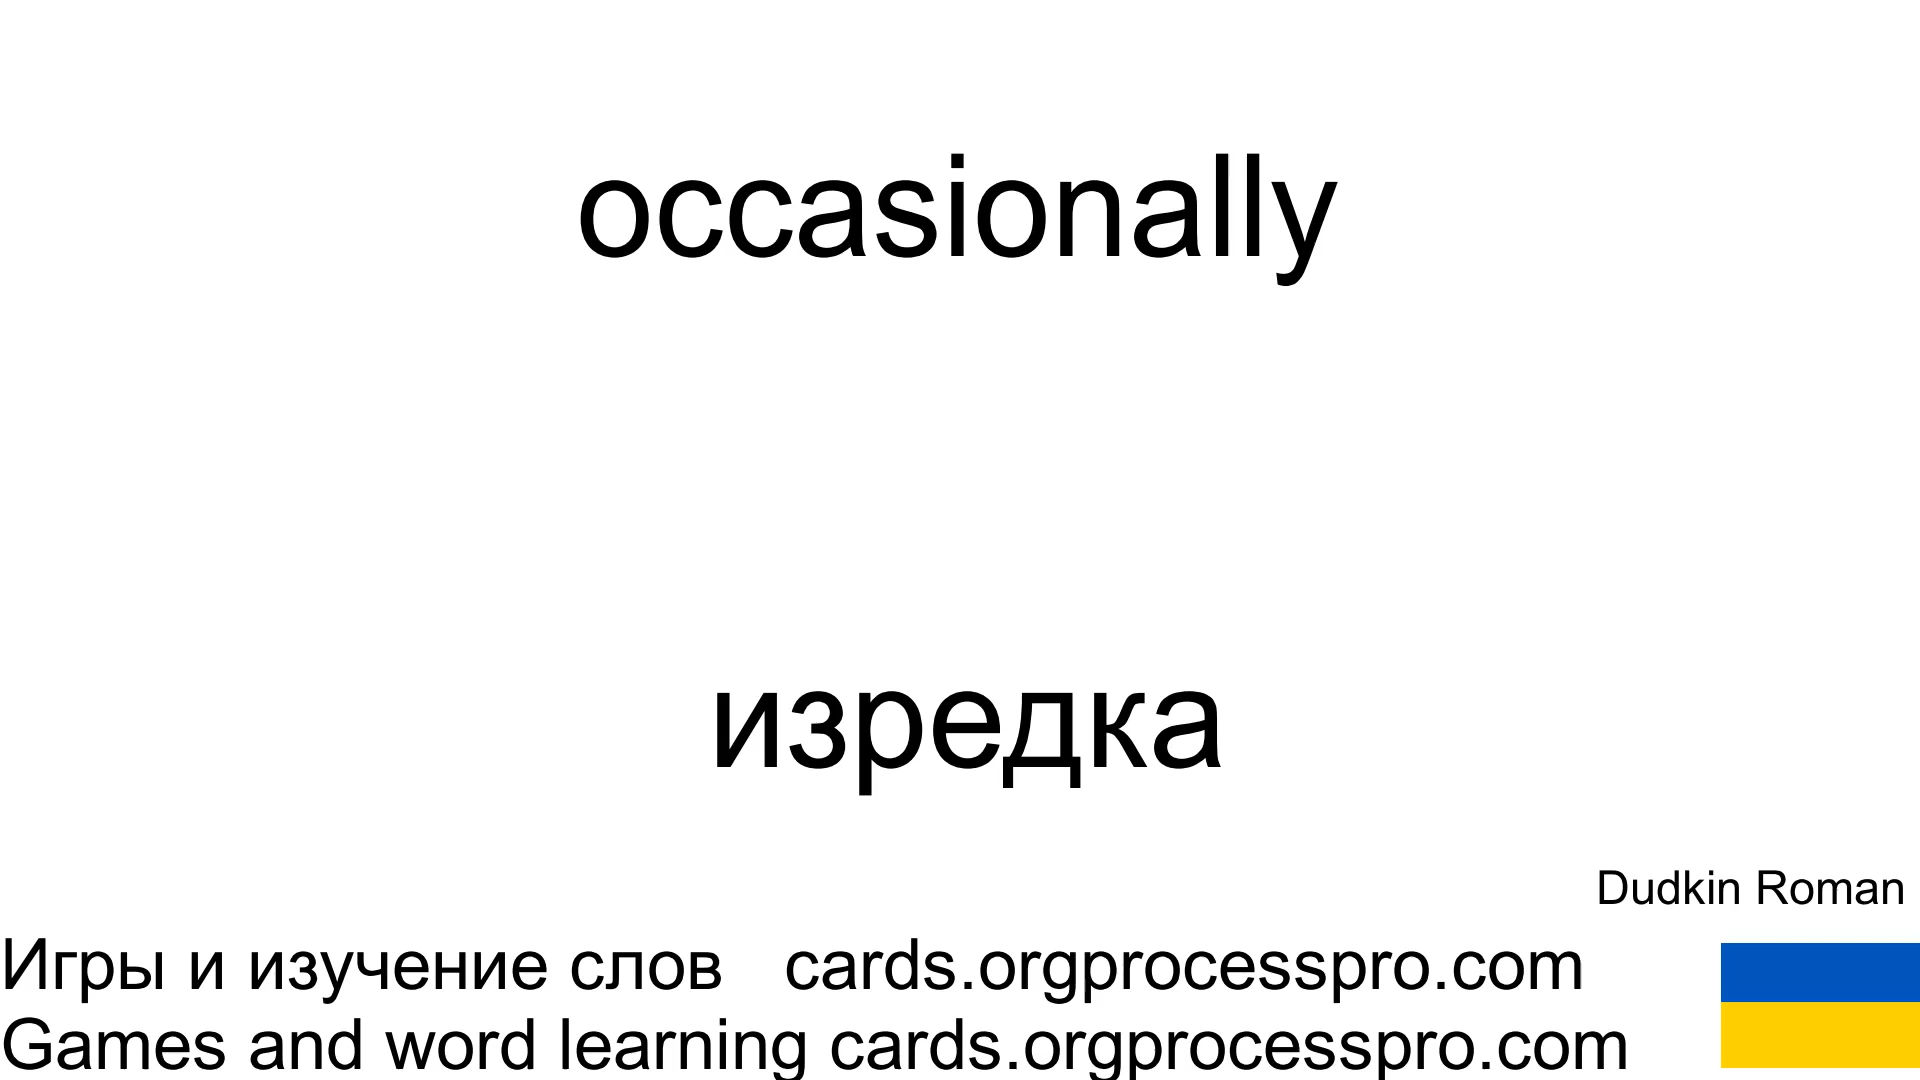 occasionally
изредка
Dudkin Roman
Игры и изучение слов cards.orgprocesspro.com
Games and word learning cards.orgprocesspro.com